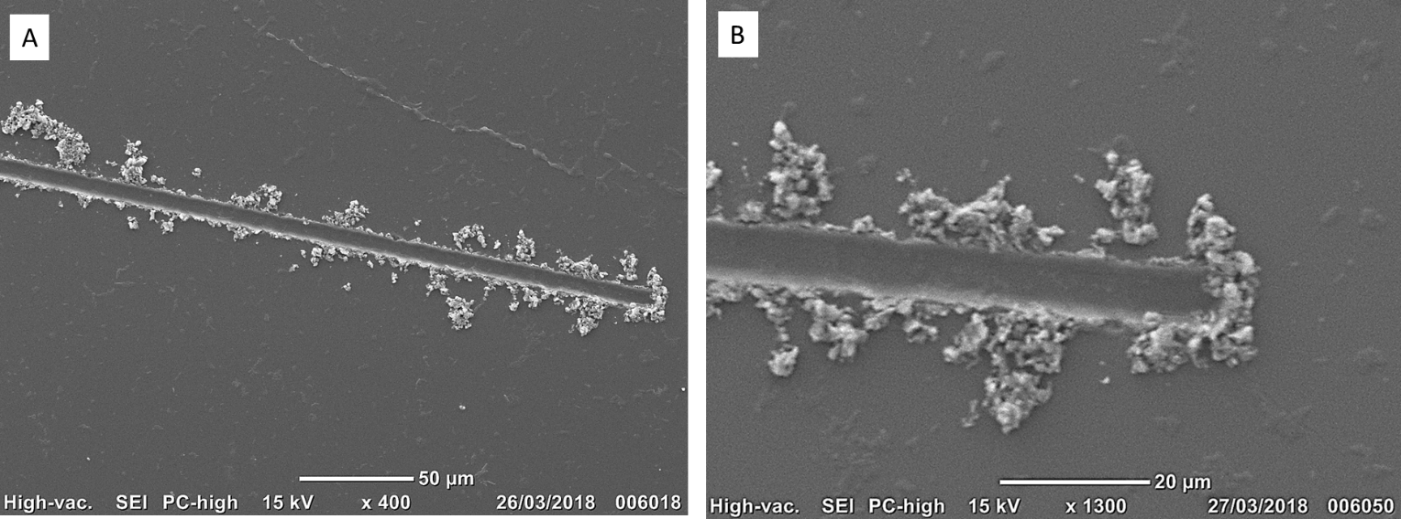 A
50 µm
High-vac. SEI PC-high 15 kV x 400 26/03/2018 006018
B
20 µm
High-vac. SEI PC-high 15 kV x 1300 27/03/2018 006050